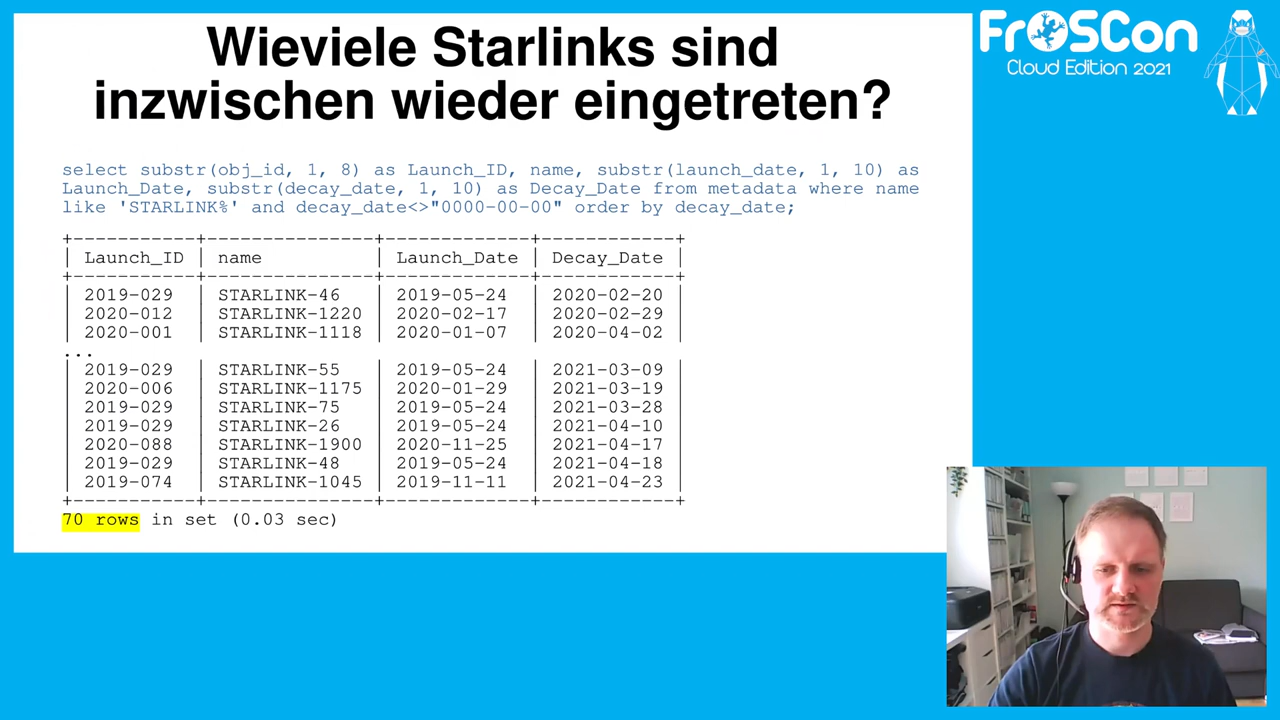 Wieviele Starlinks sind
inzwischen wieder eingetreten?
FrOSCon
Cloud Edition 2021
select substr(obj_id, 1, 8) as Launch_ID, name, substr(launch_date, 1, 10) as
Launch_Date, substr(decay_date, 1, 10) as Decay_Date from metadata where name
like 'STARLINK%' and decay_date<>"0000-00-00" order by decay_date;
+-----------+---------------+------------+------------+
| Launch_ID | name | Launch_Date | Decay_Date |
+-----------+---------------+------------+------------+
| 2019-029 | STARLINK-46 | 2019-05-24 | 2020-02-20 |
| 2020-012 | STARLINK-1220 | 2020-02-17 | 2020-02-29 |
| 2020-001 | STARLINK-1118 | 2020-01-07 | 2020-04-02 |
...
| 2019-029 | STARLINK-55 | 2019-05-24 | 2021-03-09 |
| 2020-006 | STARLINK-1175 | 2020-01-29 | 2021-03-19 |
| 2019-029 | STARLINK-75 | 2019-05-24 | 2021-03-28 |
| 2019-029 | STARLINK-26 | 2019-05-24 | 2021-04-10 |
| 2020-088 | STARLINK-1900 | 2020-11-25 | 2021-04-17 |
| 2019-029 | STARLINK-48 | 2019-05-24 | 2021-04-18 |
| 2019-074 | STARLINK-1045 | 2019-11-11 | 2021-04-23 |
+-----------+---------------+------------+------------+
70 rows in set (0.03 sec)